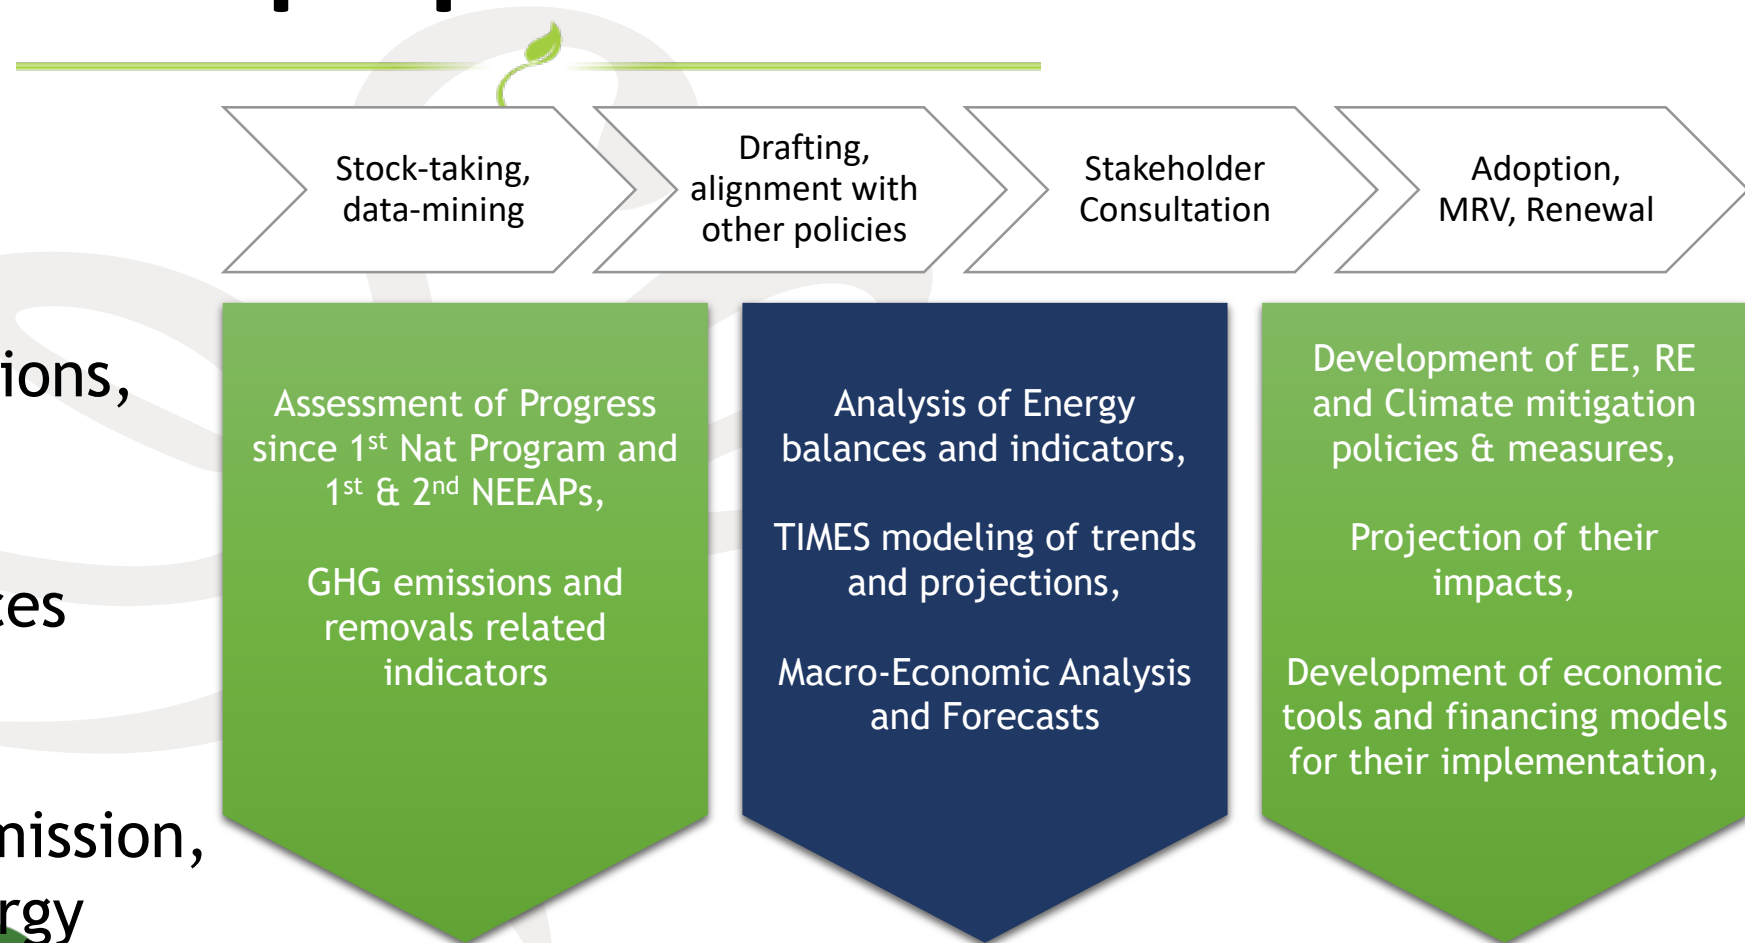 Stock-taking,
data-mining
Drafting,
alignment with
other policies
Stakeholder
Consultation
Adoption,
MRV, Renewal
ions,
ces
mission,
rgy
Assessment of Progress
since 1st Nat Program and
1st & 2nd NEEAPs,
GHG emissions and
removals related
indicators
Analysis of Energy
balances and indicators,
TIMES modeling of trends
and projections,
Macro-Economic Analysis
and Forecasts
Development of EE, RE
and Climate mitigation
policies & measures,
Projection of their
impacts,
Development of economic
tools and financing models
for their implementation,